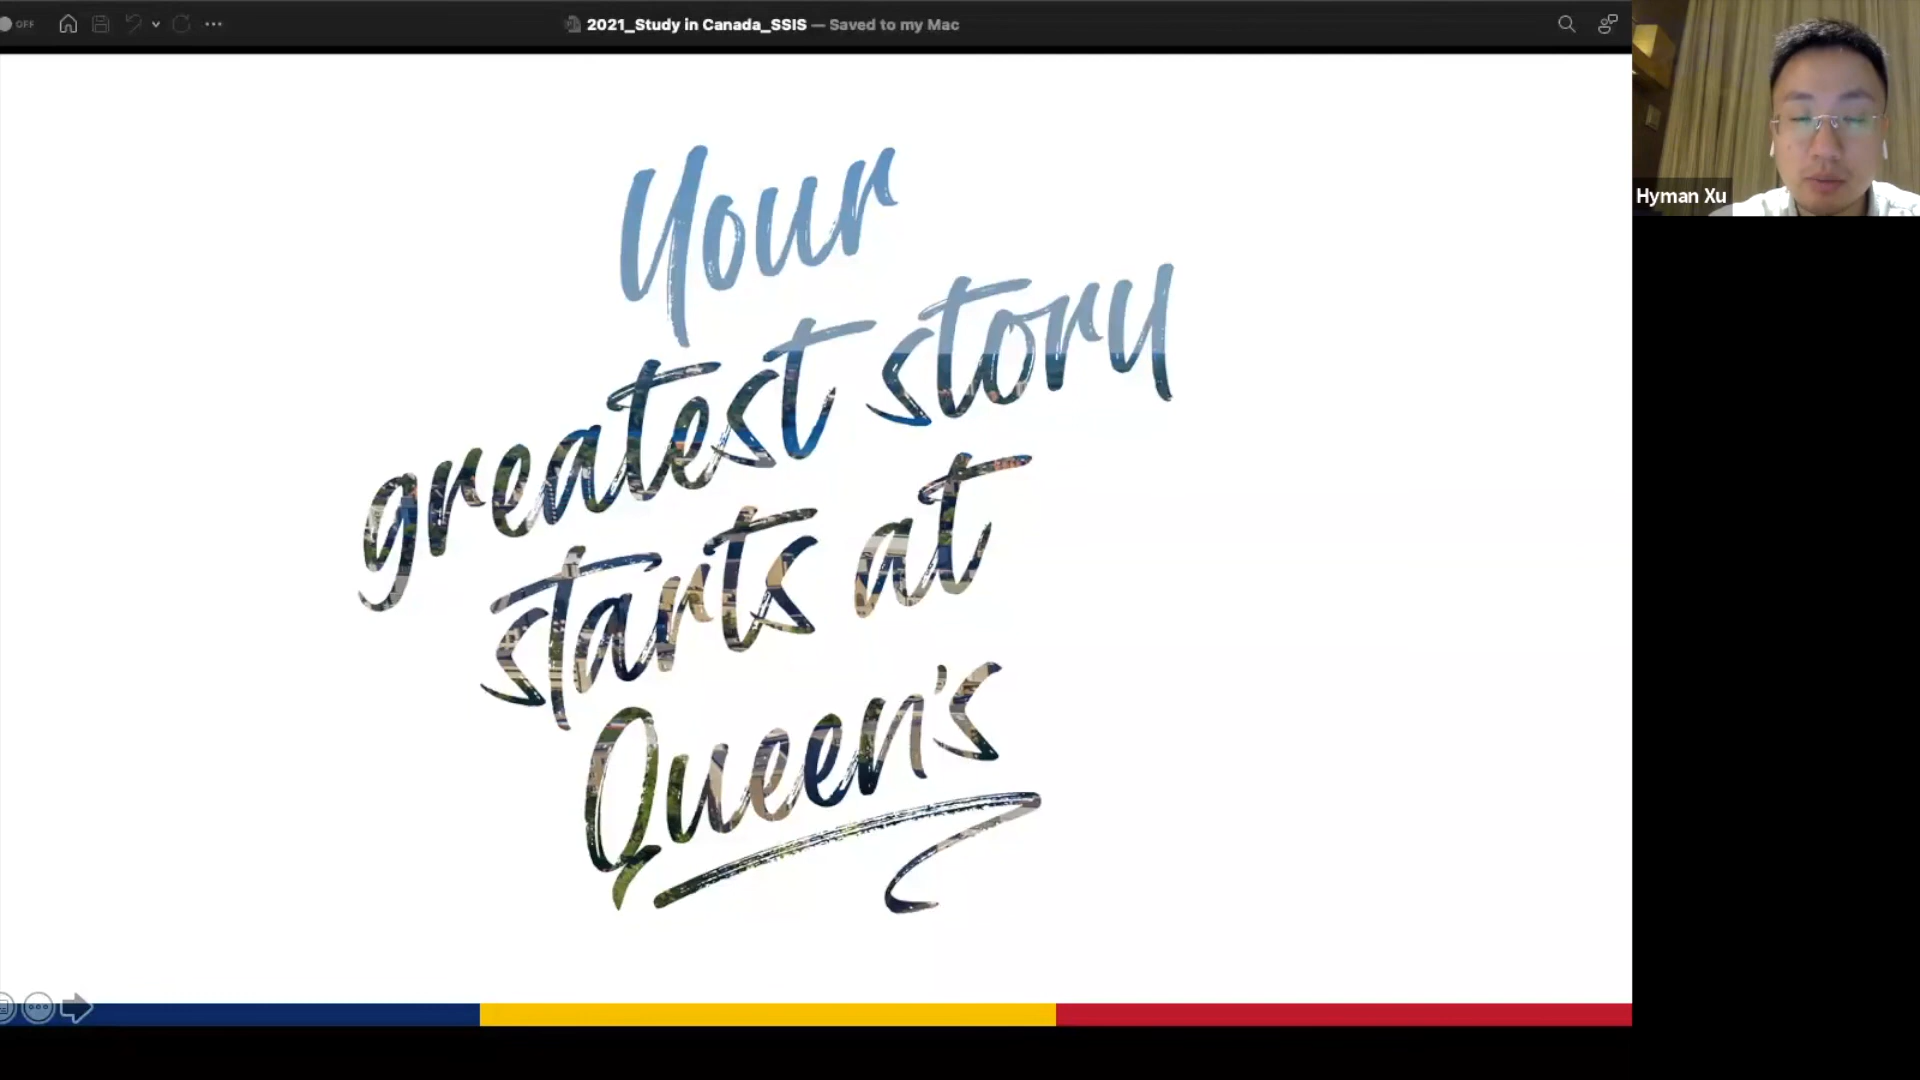 OFF
2021_Study in Canada_SSIS — Saved to my Mac
Hyman Xu
Your
greatest story
starts at
Queen's